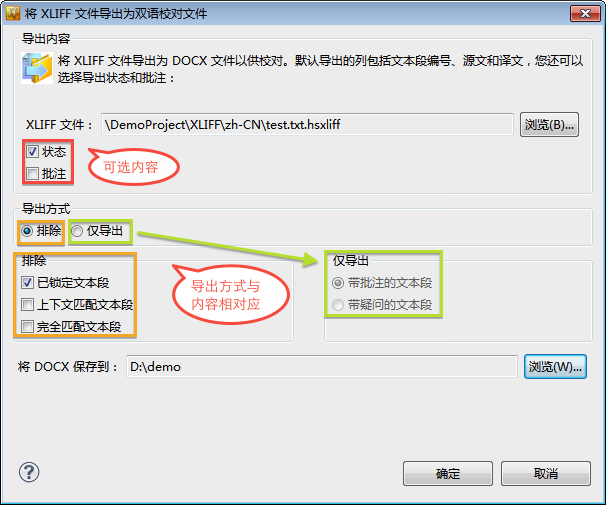 将 XLIFF 文件导出为双语校对文件
导出内容
将 XLIFF 文件导出为 DOCX 文件以供校对。默认导出的列包括文本段编号、源文和译文，您还可以
选择导出状态和批注：
XLIFF 文件： \DemoProject\XLIFF\zh-CN\test.txt.hsxliff 浏览(B)...
状态
可选内容
批注
导出方式
排除 仅导出
排除 仅导出
已锁定文本段
上下文匹配文本段
完全匹配文本段
导出方式与
内容相对应
带批注的文本段
带疑问的文本段
将 DOCX 保存到： D:\demo 浏览(W)...
?
确定 取消